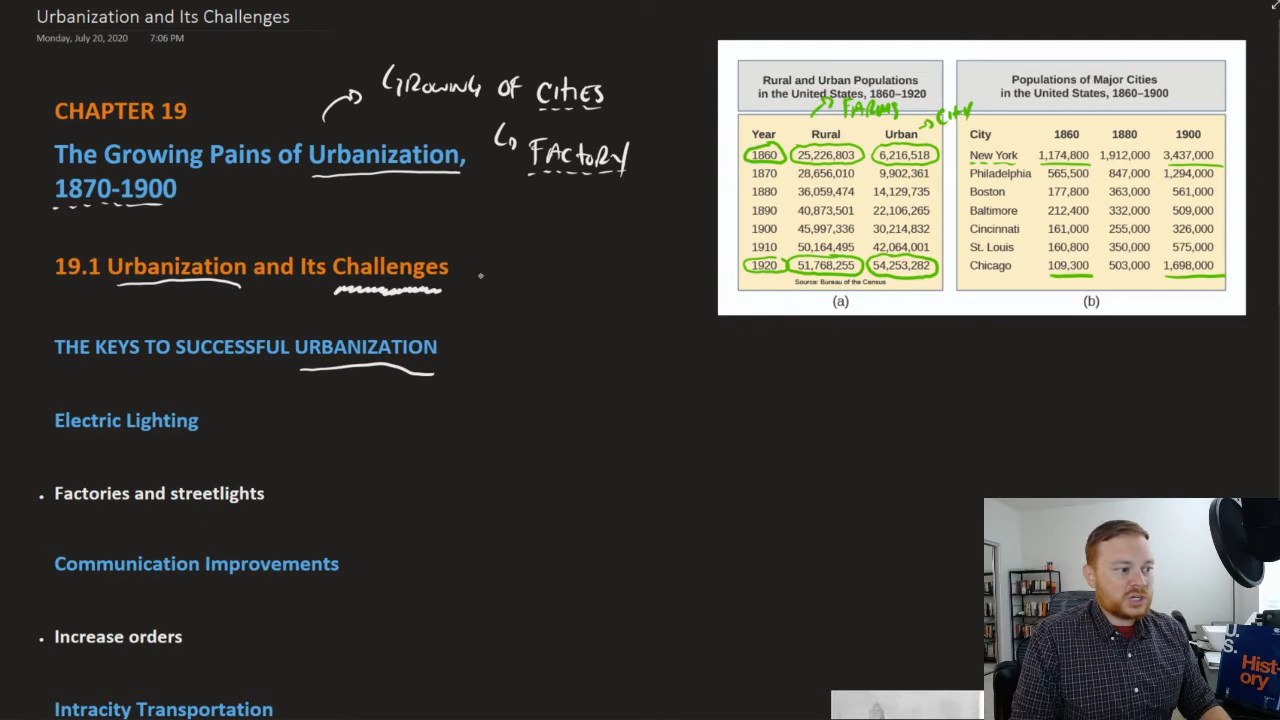 Urbanization and Its Challenges
Monday, July 20, 2020 7:06 PM
GROWING OF CITIES
FACTORY
CHAPTER 19
The Growing Pains of Urbanization,
1870-1900
19.1 Urbanization and Its Challenges
THE KEYS TO SUCCESSFUL URBANIZATION
Electric Lighting
. Factories and streetlights
Communication Improvements
. Increase orders
Intracity Transportation
Rural and Urban Populations
in the United States, 1860–1920
FARMS
CITY
Year Rural Urban
1860 25,226,803 6,216,518
1870 28,656,010 9,902,361
1880 36,059,474 14,129,735
1890 40,873,501 22,106,265
1900 45,997,336 30,214,832
1910 50,164,495 42,064,001
1920 51,768,255 54,253,282
Source: Bureau of the Census
(a)
Populations of Major Cities
in the United States, 1860–1900
City 1860 1880 1900
New York 1,174,800 1,912,000 3,437,000
Philadelphia 565,500 847,000 1,294,000
Boston 177,800 363,000 561,000
Baltimore 212,400 332,000 509,000
Cincinnati 161,000 255,000 326,000
St. Louis 160,800 350,000 575,000
Chicago 109,300 503,000 1,698,000
(b)
U.
S.
Hist-
ory